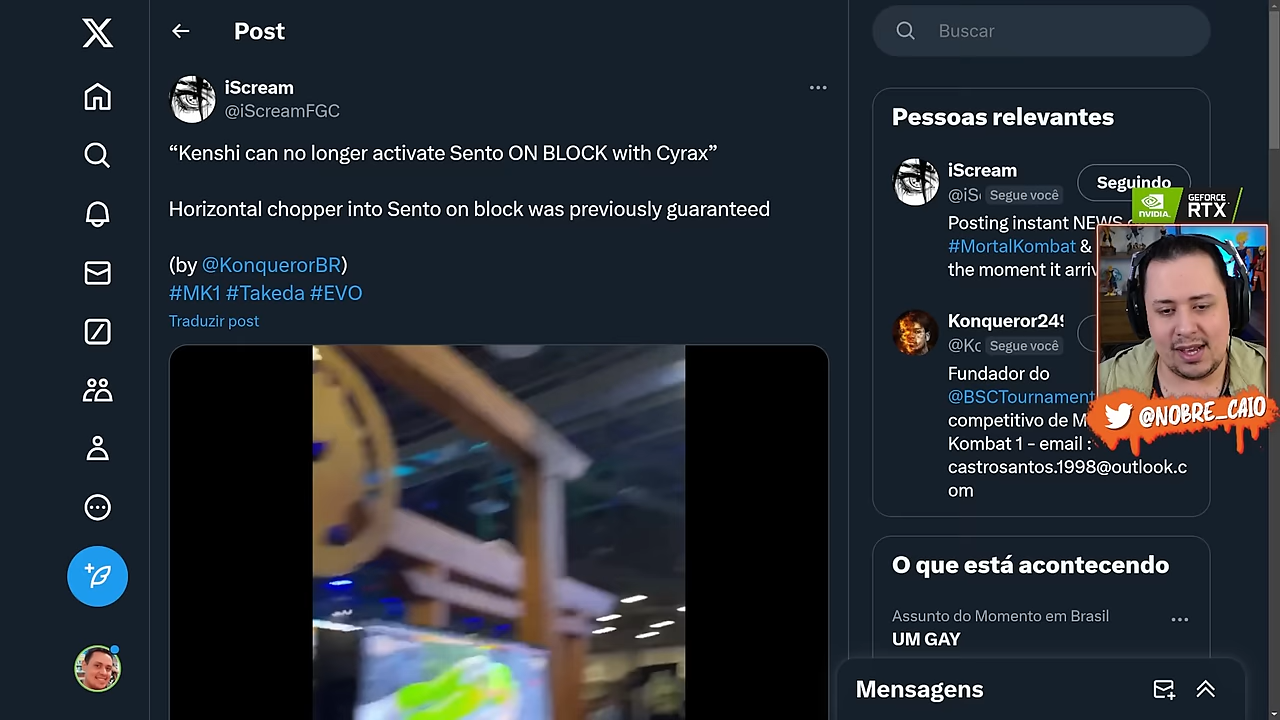 Post
Buscar
iScream
@iScreamFGC
“Kenshi can no longer activate Sento ON BLOCK with Cyrax”
Horizontal chopper into Sento on block was previously guaranteed
(by @KonquerorBR)
#MK1 #Takeda #EVO
Traduzir post
Pessoas relevantes
iScream
Seguindo
@iS Segue você
Posting instant NEWS
#MortalKombat &
the moment it
NVIDIA.
GEFORCE
RTX
Konqueror249
@Kc Segue você
Fundador do
@BSCTournament
competitivo de
Kombat 1 - email :
castrosantos.1998@outlook.c
om
@NOBRE_CAIO
O que está acontecendo
Assunto do Momento em Brasil
UM GAY
Mensagens